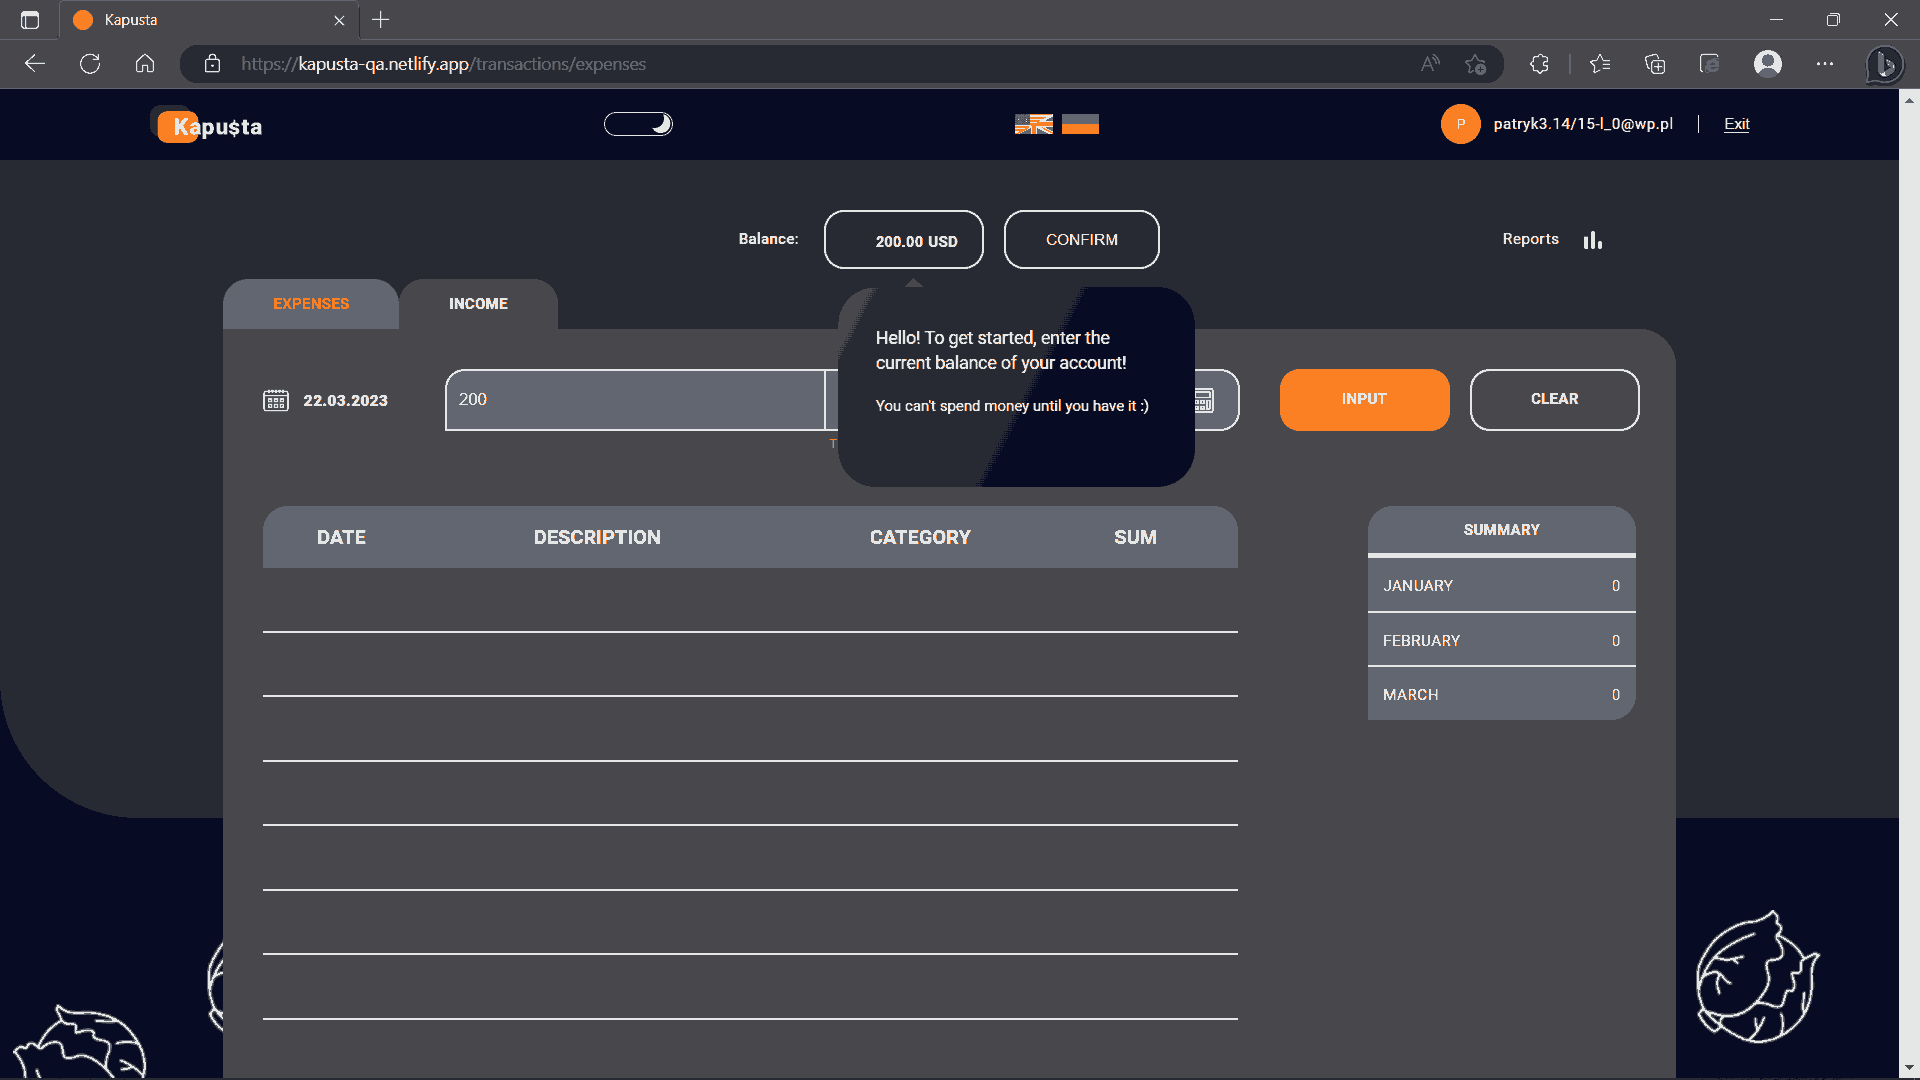 Kapusta
https://kapusta-qa.netlify.app/transactions/expenses
Kapu$ta
P
patryk3.14/15-l_0@wp.pl
Exit
Balance:
200.00 USD
CONFIRM
Reports
EXPENSES
INCOME
Hello! To get started, enter the
current balance of your account!
You can't spend money until you have it :)
22.03.2023
200
INPUT
CLEAR
T
DATE
DESCRIPTION
CATEGORY
SUM
SUMMARY
JANUARY 0
FEBRUARY 0
MARCH 0